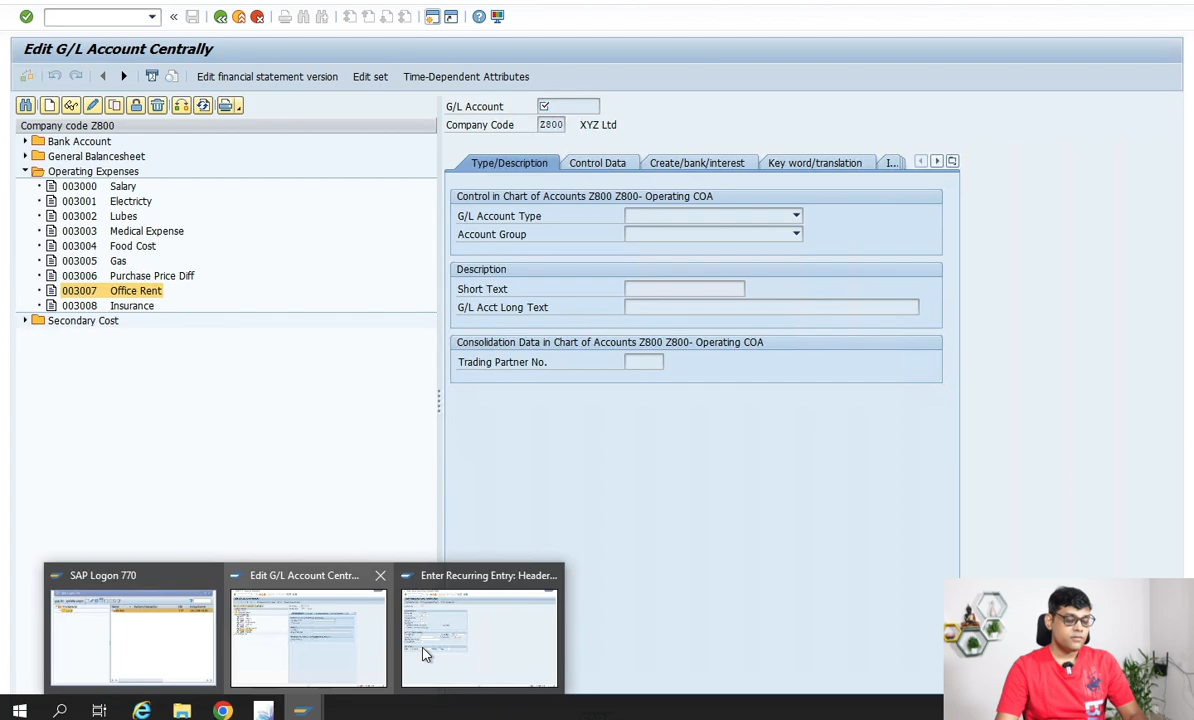 Edit G/L Account Centrally
Edit financial statement version Edit set Time-Dependent Attributes
G/L Account
Company Code Z800 XYZ Ltd
Company code Z800
Bank Account
General Balancesheet
Operating Expenses
003000 Salary
003001 Electricty
003002 Lubes
003003 Medical Expense
003004 Food Cost
003005 Gas
003006 Purchase Price Diff
003007 Office Rent
003008 Insurance
Secondary Cost
Type/Description Control Data Create/bank/interest Key word/translation I...
Control in Chart of Accounts Z800 Z800- Operating COA
G/L Account Type
Account Group
Description
Short Text
G/L Acct Long Text
Consolidation Data in Chart of Accounts Z800 Z800- Operating COA
Trading Partner No.
SAP Logon 770 Edit G/L Account Centr... Enter Recurring Entry: Header...